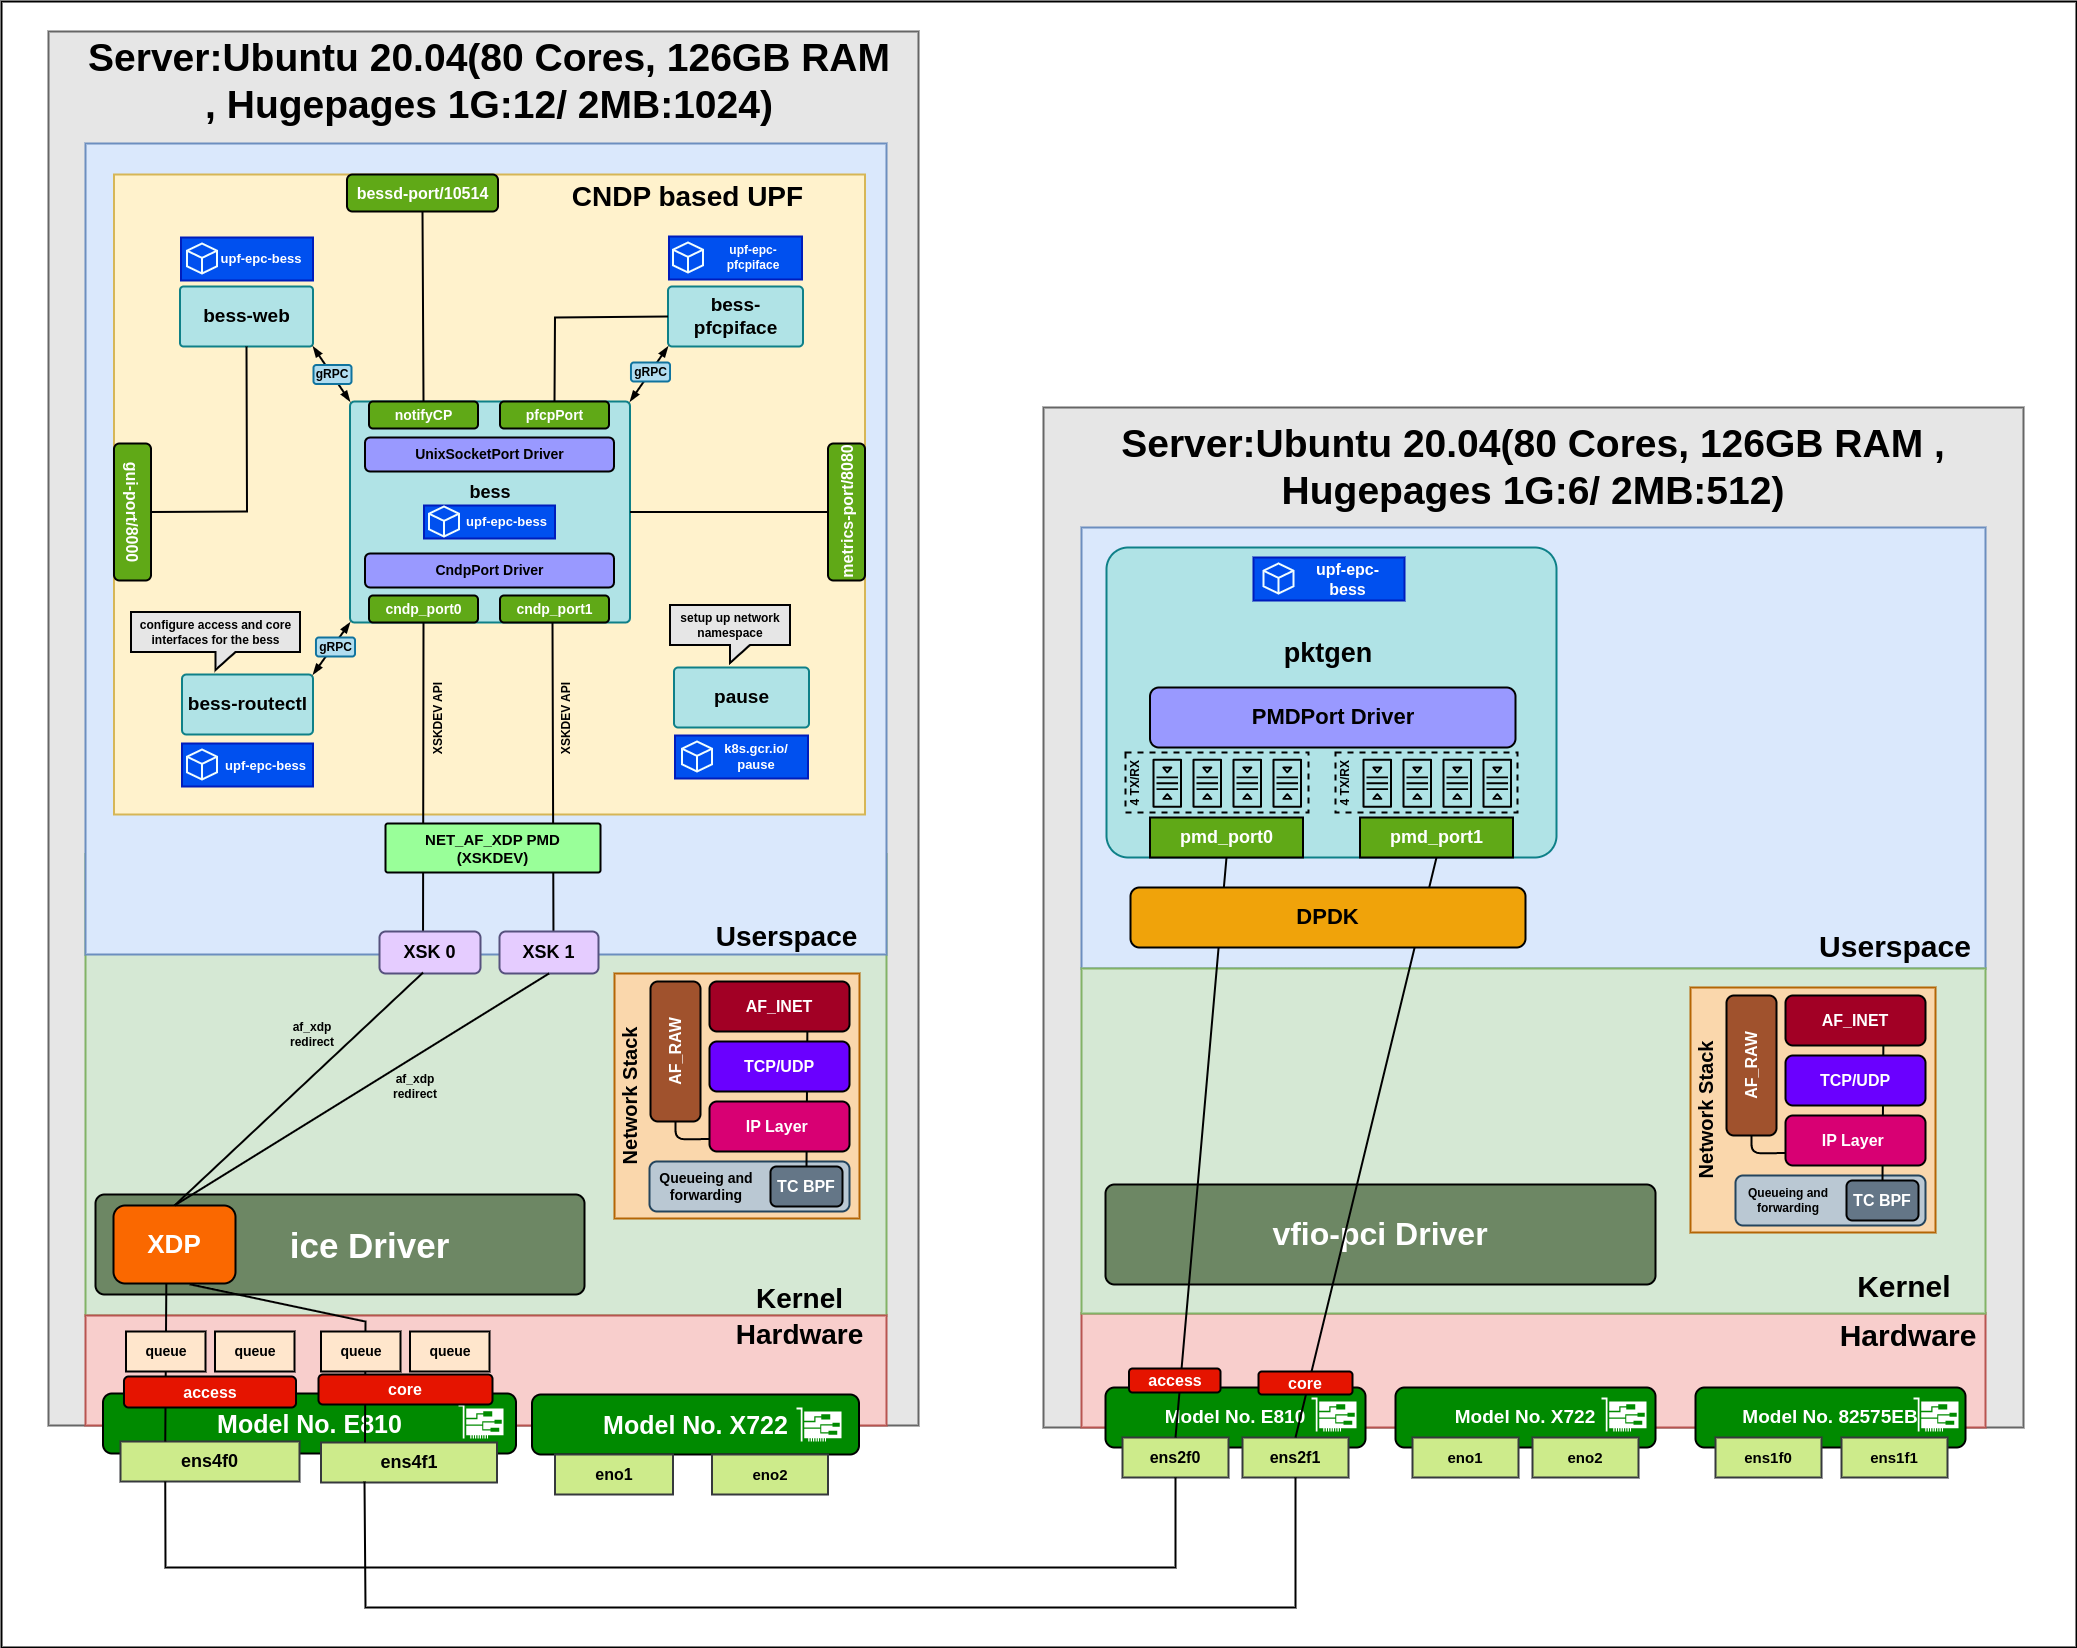 Server:Ubuntu 20.04(80 Cores, 126GB RAM
, Hugepages 1G:12/ 2MB:1024)
bessd-port/10514
CNDP based UPF
upf-epc-bess
bess-web
upf-epc-
pfcpiface
bess-
pfcpiface
gRPC
gRPC
notifyCP
pfcpPort
UnixSocketPort Driver
bess
upf-epc-bess
CndpPort Driver
cndp_port0
cndp_port1
gui-port/8000
metrics-port/8080
configure access and core
interfaces for the bess
gRPC
bess-routectl
upf-epc-bess
setup up network
namespace
pause
k8s.gcr.io/
pause
XSKDEV API
XSKDEV API
NET_AF_XDP PMD
(XSKDEV)
Userspace
XSK 0
XSK 1
af_xdp
redirect
af_xdp
redirect
Network Stack
AF_RAW
AF_INET
TCP/UDP
IP Layer
Queueing and
forwarding
TC BPF
XDP
ice Driver
Kernel
Hardware
queue
queue
queue
queue
access
core
Model No. E810
ens4f0
ens4f1
Model No. X722
eno1
eno2
Server:Ubuntu 20.04(80 Cores, 126GB RAM ,
Hugepages 1G:6/ 2MB:512)
upf-epc-
bess
pktgen
PMDPort Driver
4 TX/RX
4 TX/RX
pmd_port0
pmd_port1
DPDK
Userspace
Network Stack
AF_RAW
AF_INET
TCP/UDP
IP Layer
Queueing and
forwarding
TC BPF
vfio-pci Driver
Kernel
Hardware
access
core
Model No. E810
ens2f0
ens2f1
Model No. X722
eno1
eno2
Model No. 82575EB
ens1f0
ens1f1